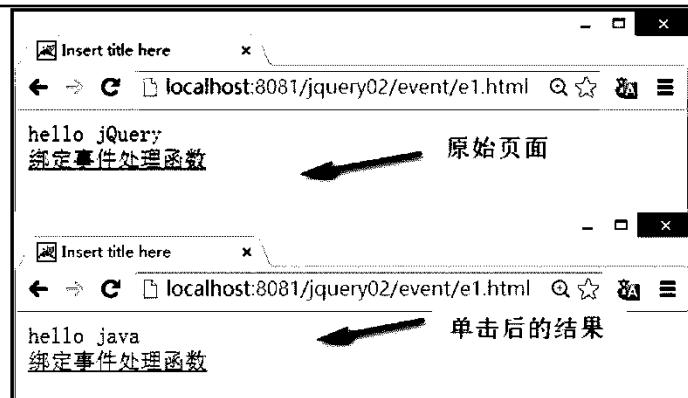 Insert title here
localhost:8081/jquery02/event/e1.html
hello jQuery
绑定事件处理函数
原始页面
Insert title here
localhost:8081/jquery02/event/e1.html
hello java
绑定事件处理函数
单击后的结果